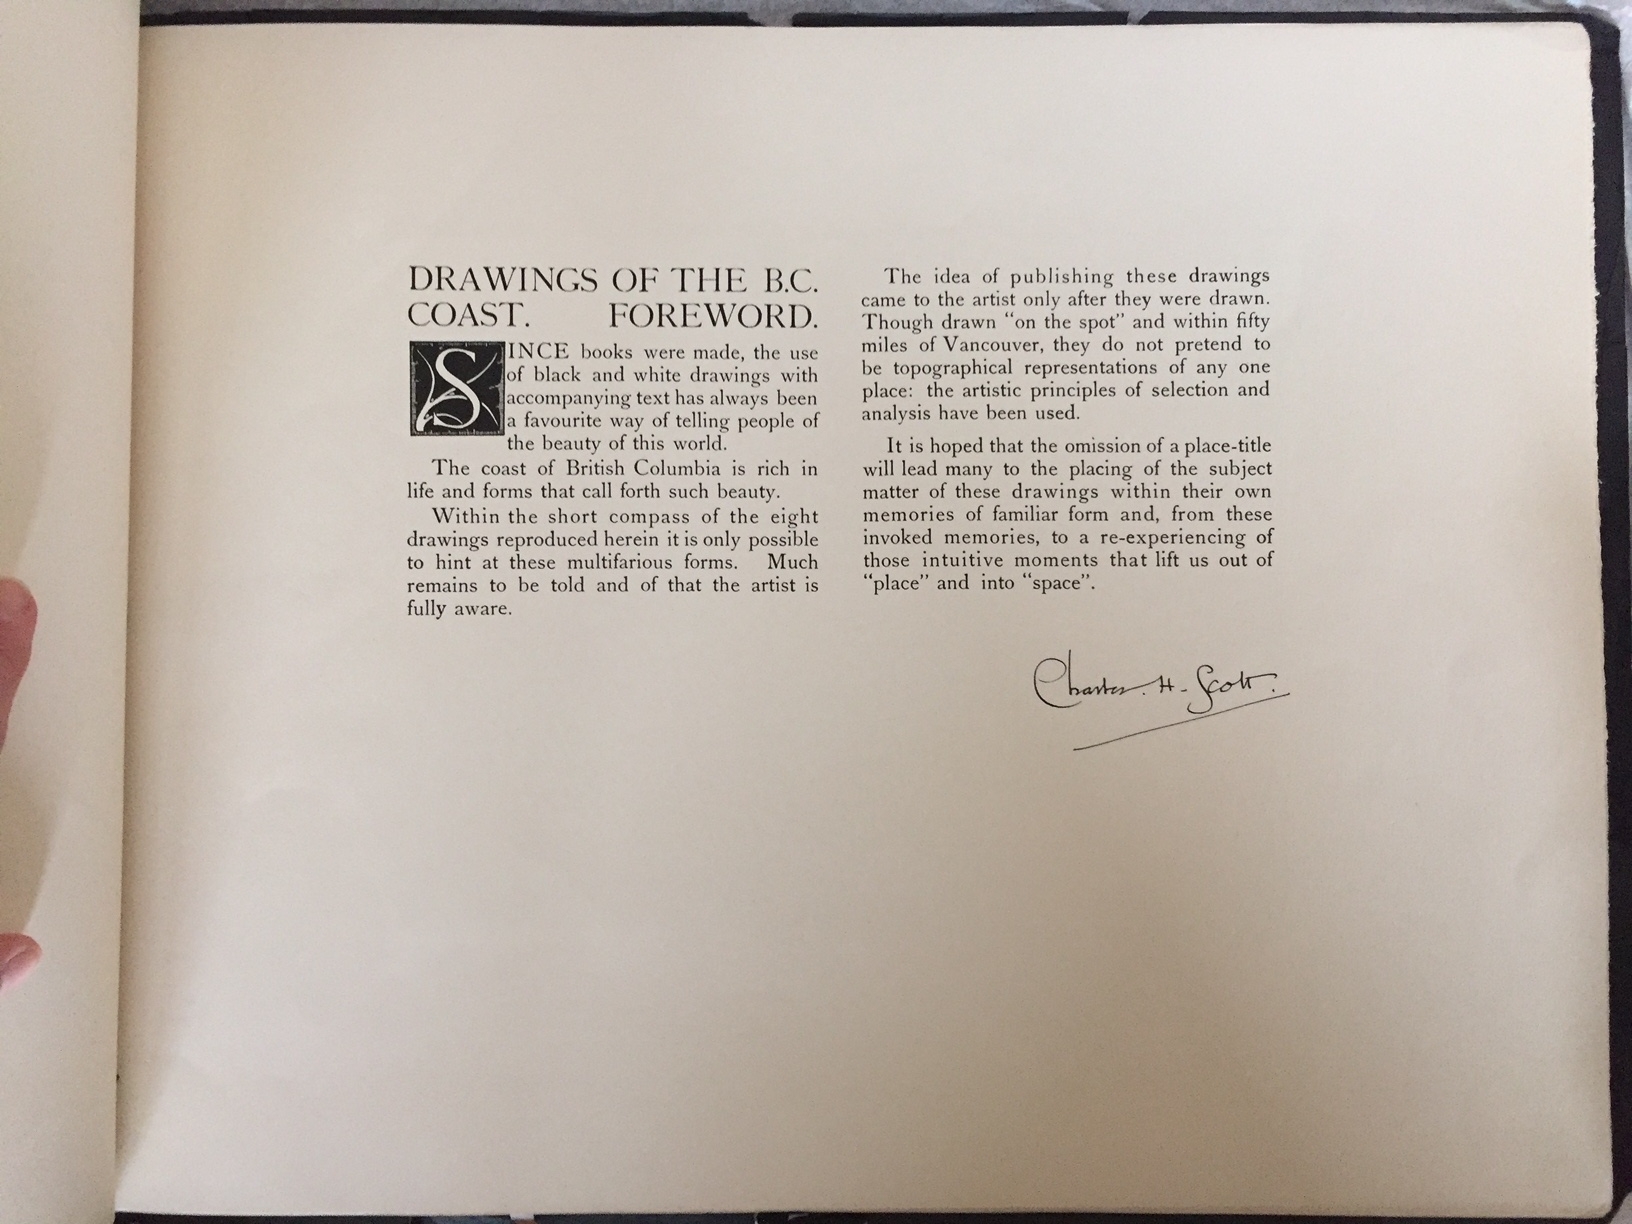 DRAWINGS OF THE B.C.
COAST. FOREWORD.
SINCE books were made, the use
of black and white drawings with
accompanying text has always been
a favourite way of telling people of
the beauty of this world.
The coast of British Columbia is rich in
life and forms that call forth such beauty.
Within the short compass of the eight
drawings reproduced herein it is only possible
to hint at these multifarious forms. Much
remains to be told and of that the artist is
fully aware.
The idea of publishing these drawings
came to the artist only after they were drawn.
Though drawn “on the spot” and within fifty
miles of Vancouver, they do not pretend to
be topographical representations of any one
place: the artistic principles of selection and
analysis have been used.
It is hoped that the omission of a place-title
will lead many to the placing of the subject
matter of these drawings within their own
memories of familiar form and, from these
invoked memories, to a re-experiencing of
those intuitive moments that lift us out of
“place” and into “space”.
Charles. H. Scott.